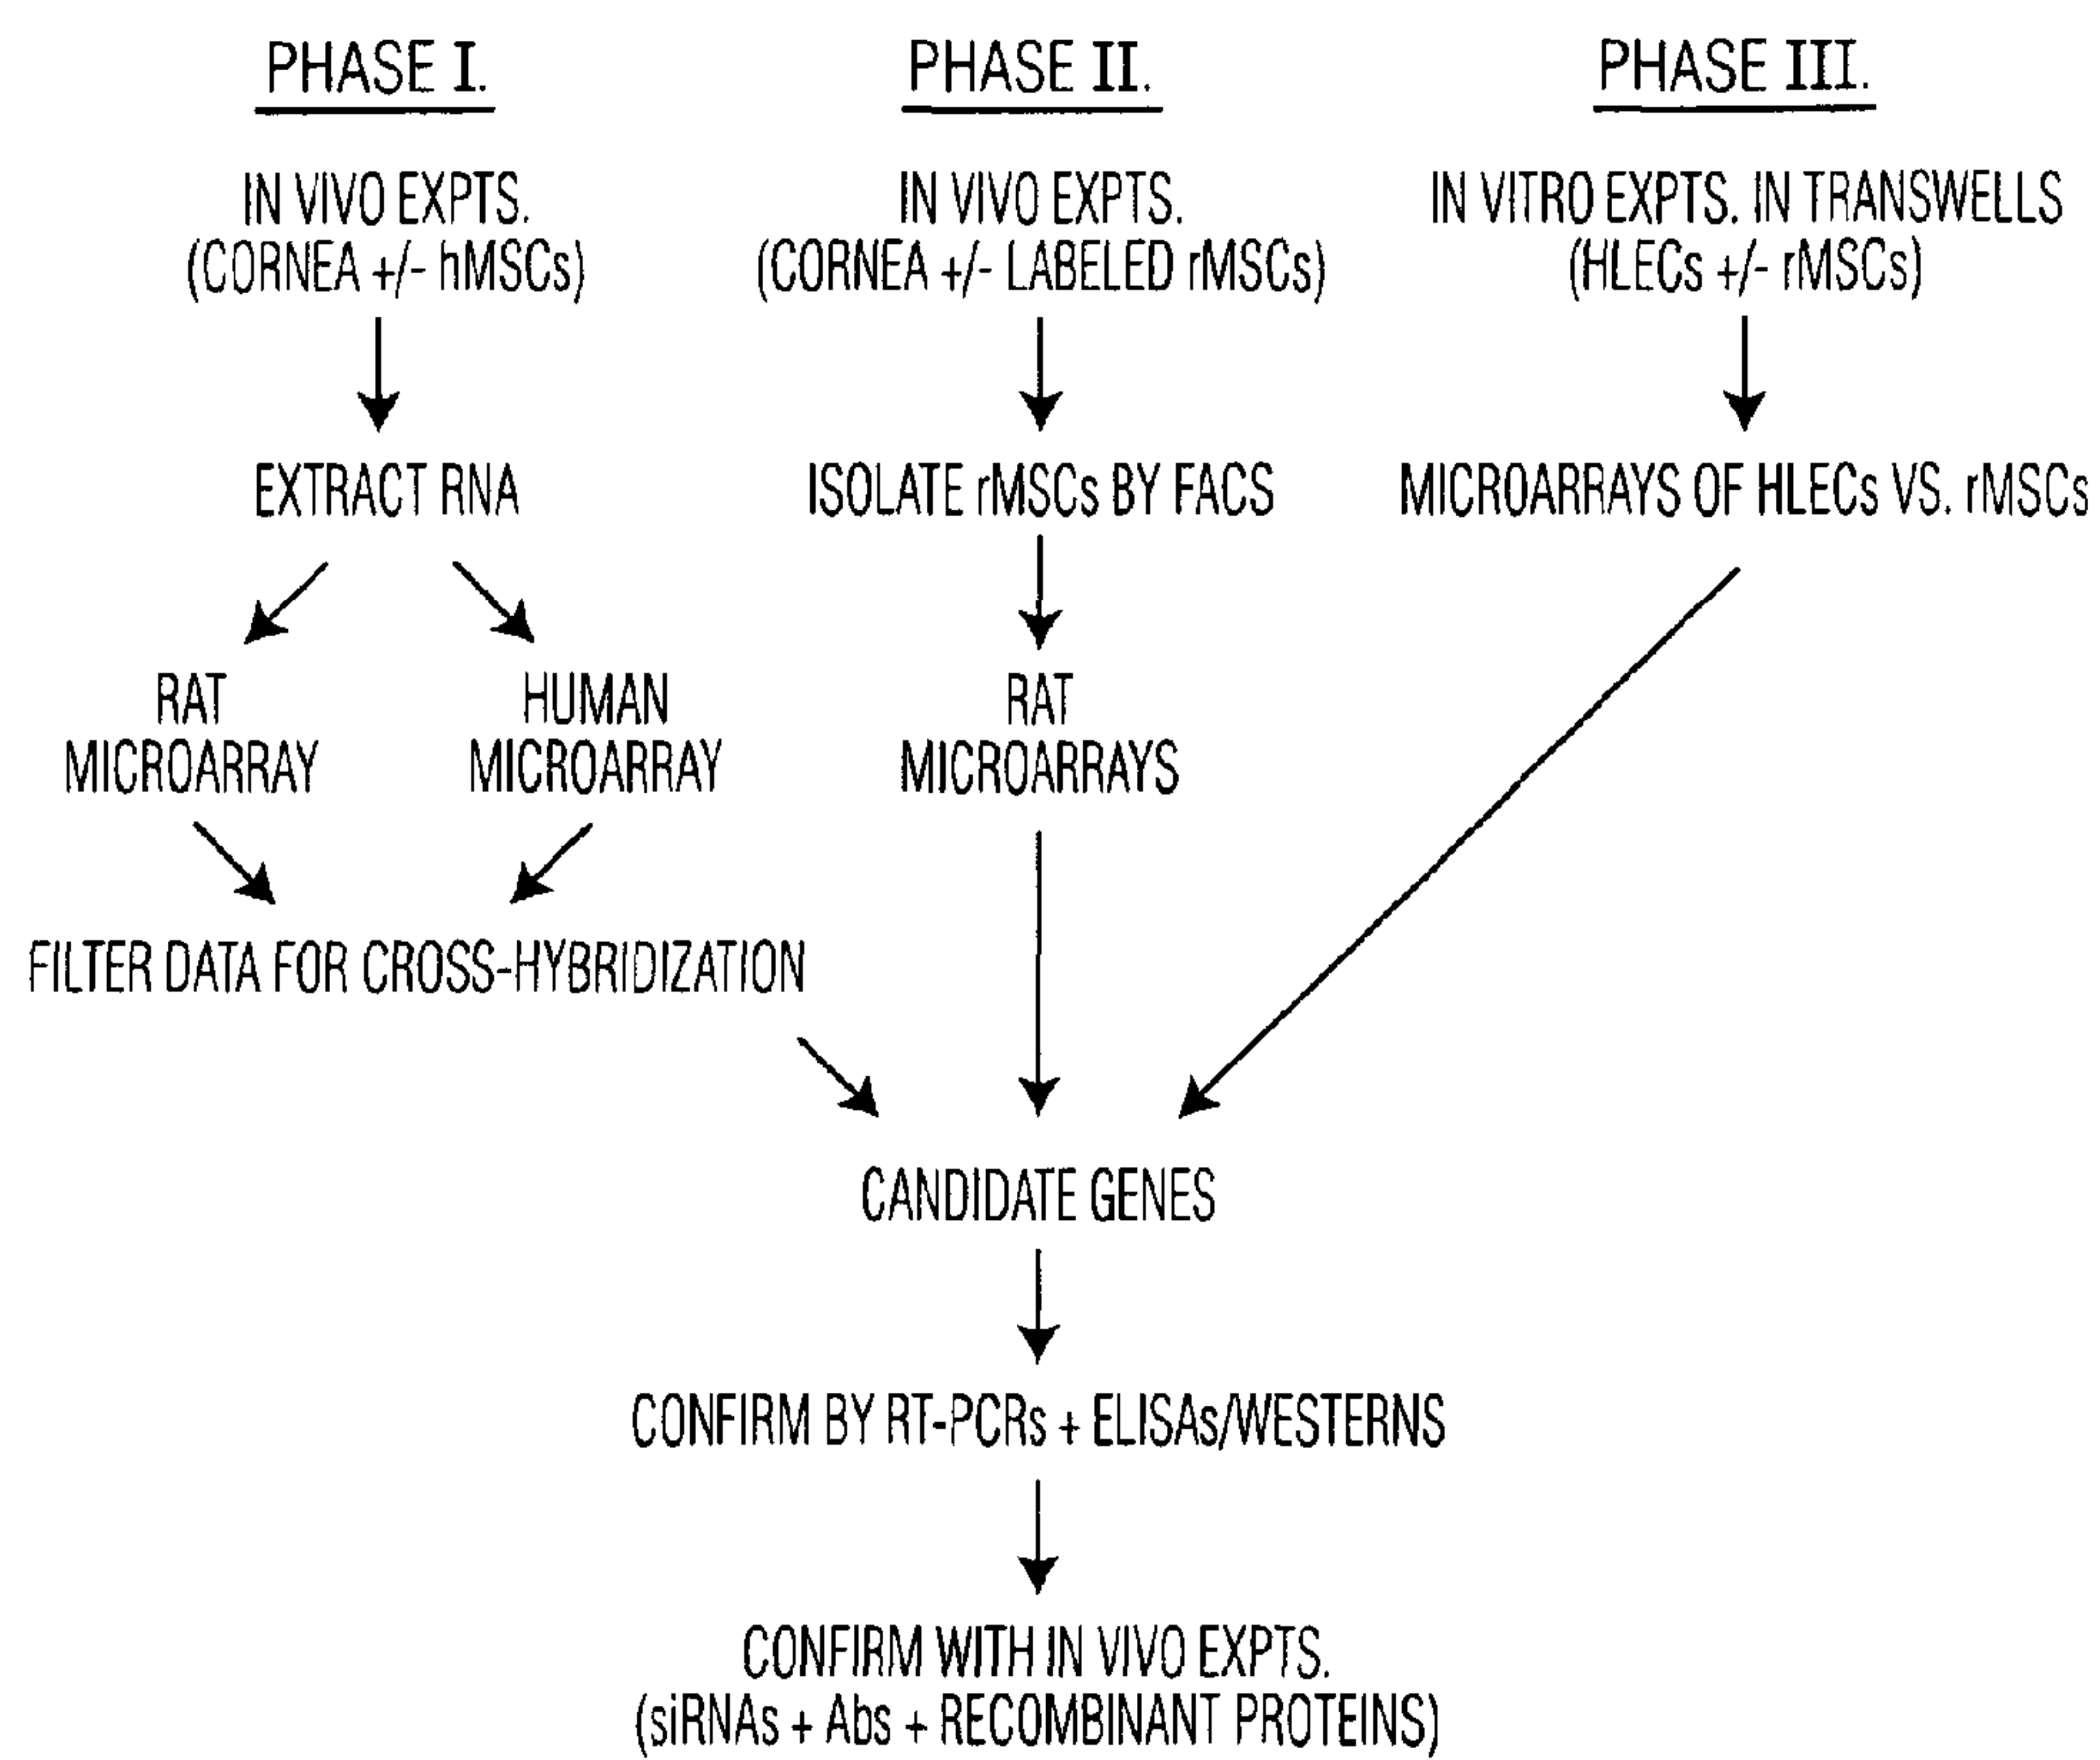 PHASE I.
IN VIVO EXPTS.
(CORNEA +/- hMSCs)
EXTRACT RNA
RAT
MICROARRAY
HUMAN
MICROARRAY
FILTER DATA FOR CROSS-HYBRIDIZATION
PHASE II.
IN VIVO EXPTS.
(CORNEA +/- LABELED rMSCs)
ISOLATE rMSCs BY FACS
RAT
MICROARRAYS
PHASE III.
IN VITRO EXPTS. IN TRANSWELLS
(HLECs +/- rMSCs)
MICROARRAYS OF HLECs VS. rMSCs
CANDIDATE GENES
CONFIRM BY RT-PCRs + ELISAs/WESTERNS
CONFIRM WITH IN VIVO EXPTS.
(siRNAs + Abs + RECOMBINANT PROTEINS)